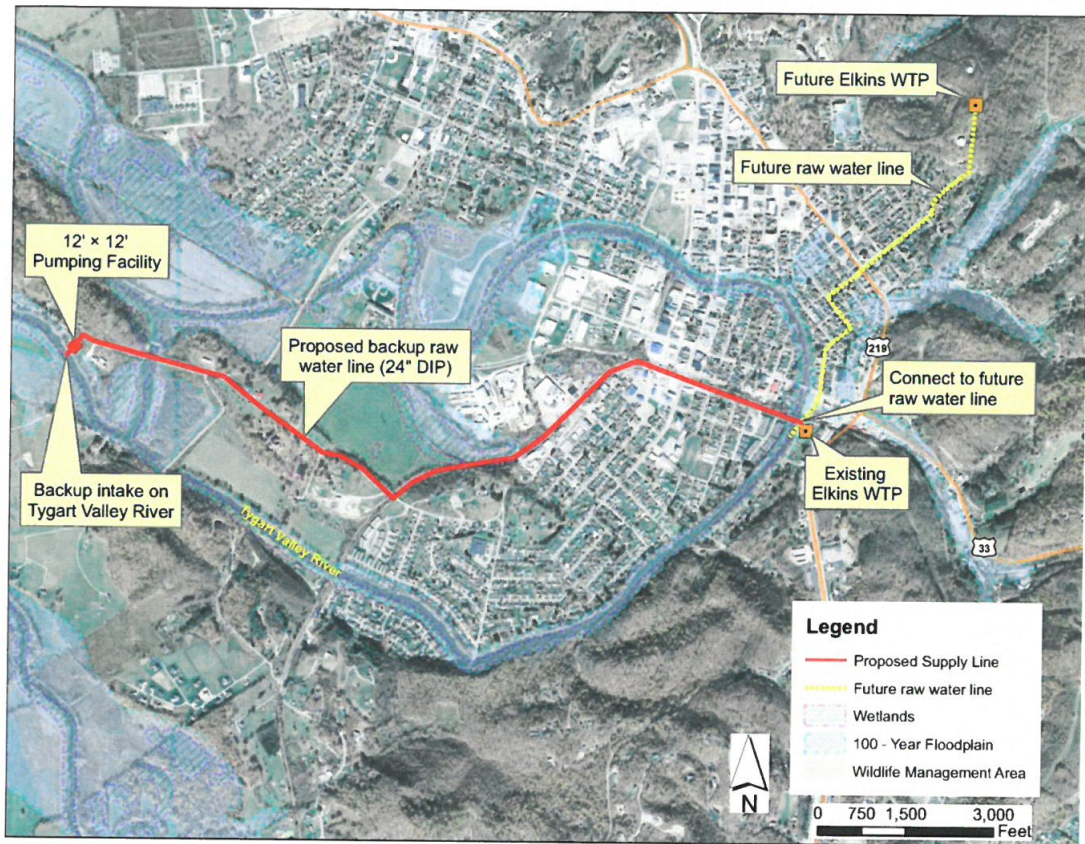 Future Elkins WTP
Future raw water line
12' × 12'
Pumping Facility
Proposed backup raw
water line (24" DIP)
219
Connect to future
raw water line
Backup intake on
Tygart Valley River
Existing
Elkins WTP
Tygart Valley River
33
Legend
Proposed Supply Line
Future raw water line
Wetlands
100 - Year Floodplain
Wildlife Management Area
N
0 750 1,500 3,000
Feet